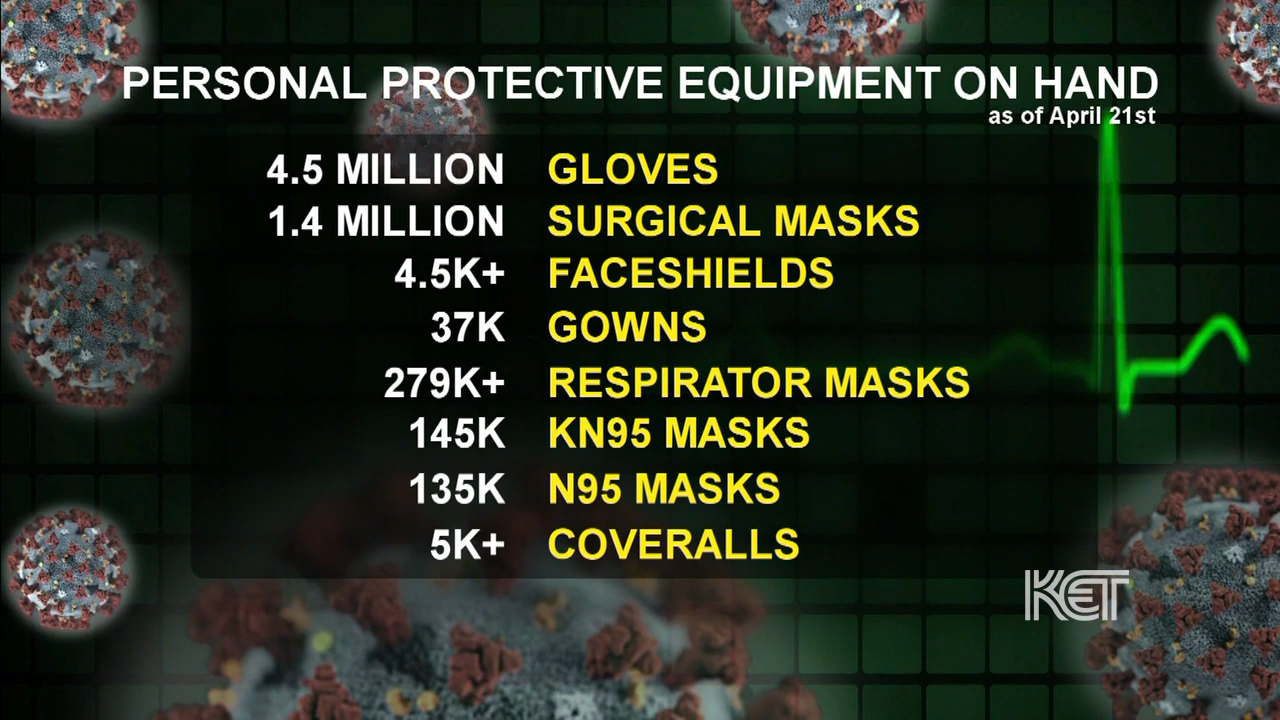 PERSONAL PROTECTIVE EQUIPMENT ON HAND
as of April 21st
4.5 MILLION GLOVES
1.4 MILLION SURGICAL MASKS
4.5K+ FACESHIELDS
37K GOWNS
279K+ RESPIRATOR MASKS
145K KN95 MASKS
135K N95 MASKS
5K+ COVERALLS
KET